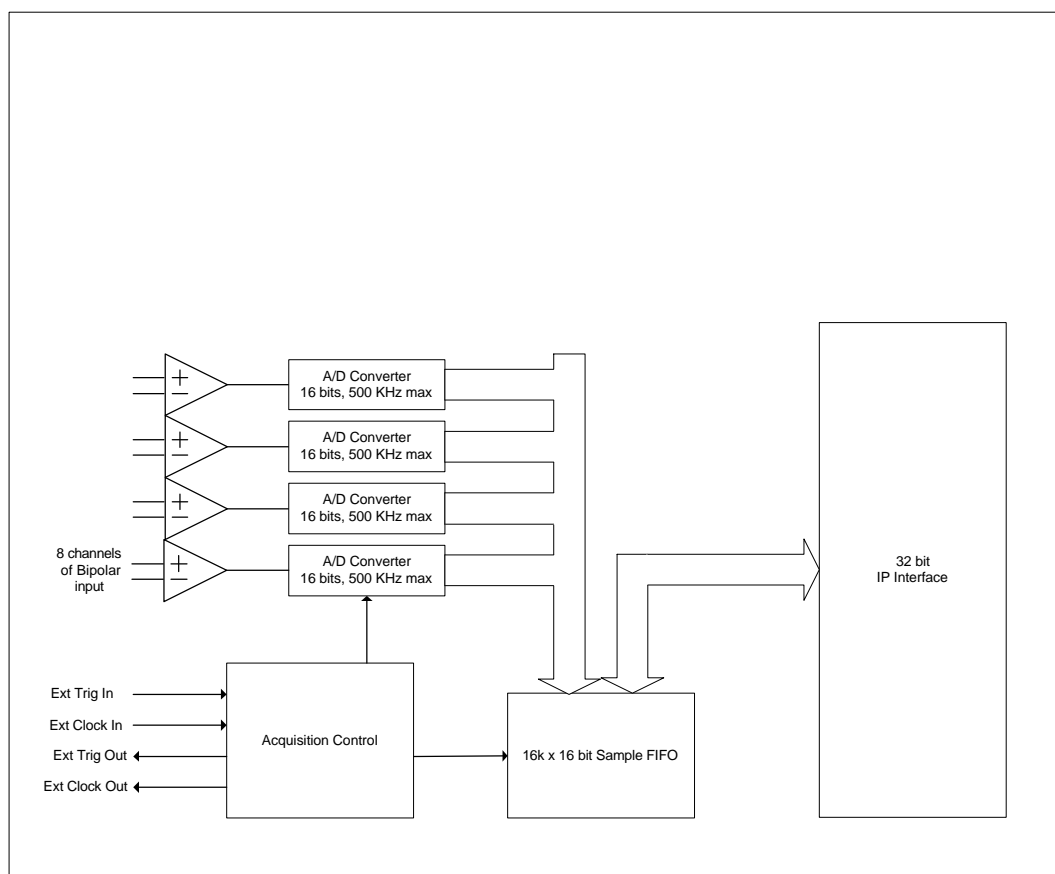 A/D Converter
16 bits, 500 KHz max
A/D Converter
16 bits, 500 KHz max
A/D Converter
16 bits, 500 KHz max
A/D Converter
16 bits, 500 KHz max
+
−
+
−
+
−
+
−
8 channels
of Bipolar
input
32 bit
IP Interface
Ext Trig In
Ext Clock In
Ext Trig Out
Ext Clock Out
Acquisition Control
16k x 16 bit Sample FIFO